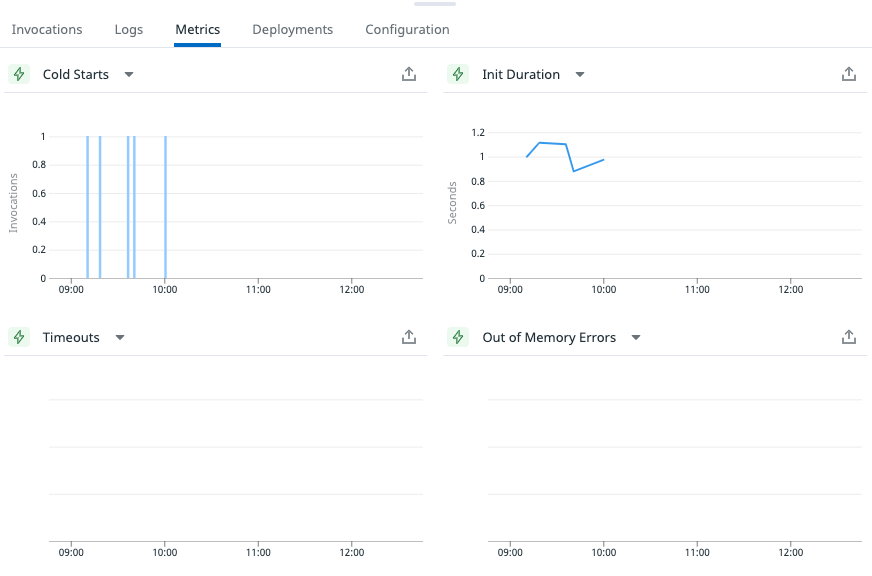 Invocations Logs Metrics Deployments Configuration
Cold Starts
Invocations
1
0.8
0.6
0.4
0.2
0
09:00 10:00 11:00 12:00
Init Duration
Seconds
1.2
1
0.8
0.6
0.4
0.2
0
09:00 10:00 11:00 12:00
Timeouts
09:00 10:00 11:00 12:00
Out of Memory Errors
09:00 10:00 11:00 12:00